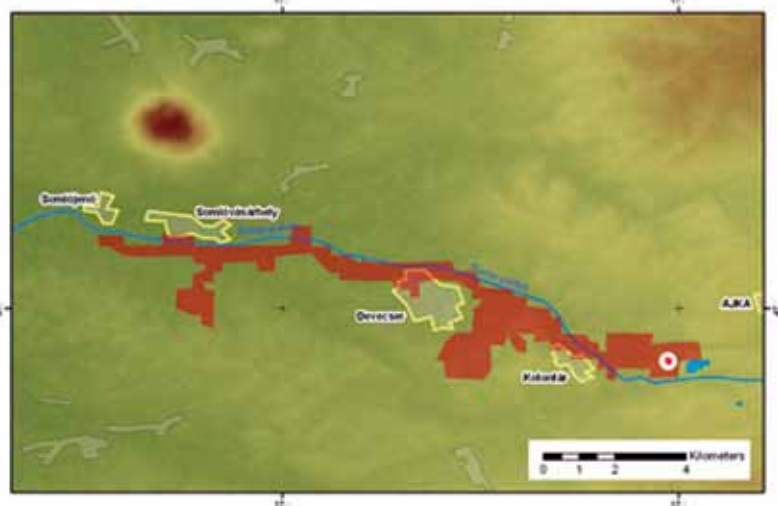 Somlójenő
Somlóvásárhely
Devecser
Kolontár
AJKA
Kilometers
0 1 2 4